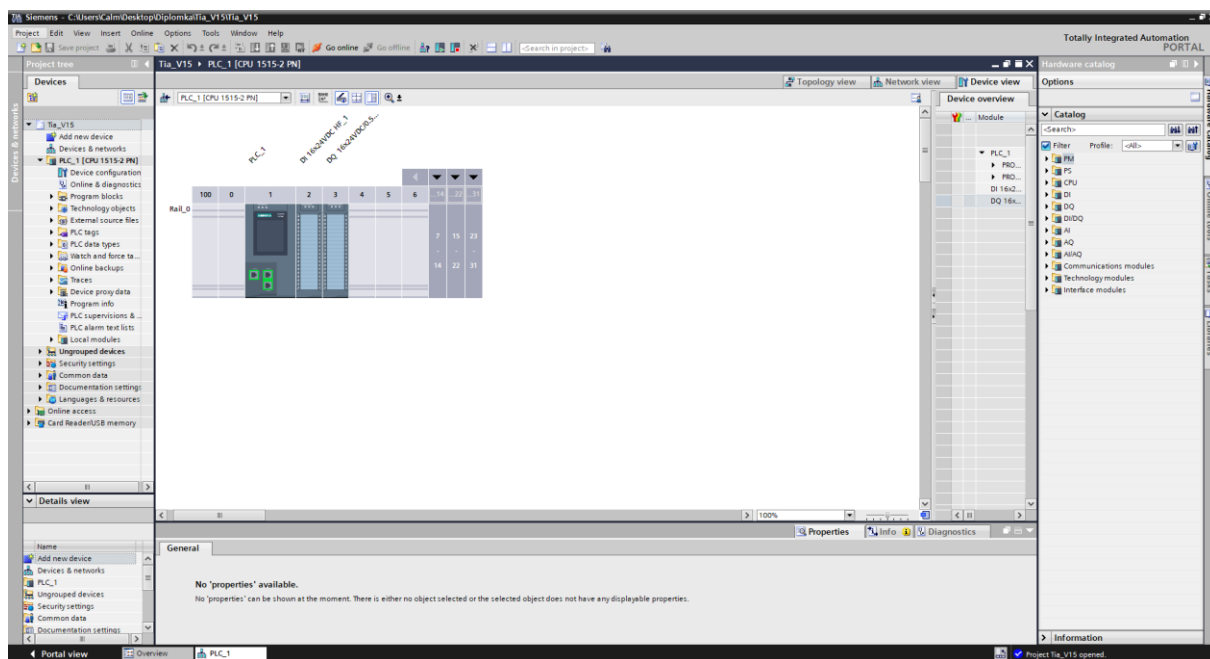 Siemens - C:\Users\Calm\Desktop\Diplomka\Tia_V15\Tia_V15
Project Edit View Insert Online Options Tools Window Help
Save project Go online Go offline <Search in project>
Totally Integrated Automation
PORTAL
Project tree
Tia_V15 PLC_1 [CPU 1515-2 PN]
Hardware catalog
Devices
Topology view Network view Device view
Options
PLC_1 [CPU 1515-2 PN]
Device overview
Devices & networks
Tia_V15
Add new device
Devices & networks
PLC_1 [CPU 1515-2 PN]
Device configuration
Online & diagnostics
Program blocks
Technology objects
External source files
PLC tags
PLC data types
Watch and force ta...
Online backups
Traces
Device proxy data
Program info
PLC supervisions & ...
PLC alarm text lists
Local modules
Ungrouped devices
Security settings
Common data
Documentation settings
Languages & resources
Online access
Card Reader/USB memory
PLC_1
DI 16x24VDC HF_1
DQ 16x24VDC/0.5...
100 0 1 2 3 4 5 6 ...14 ...22 ...31
Rail_0
7 15 23
- - -
14 22 31
... Module
PLC_1
PRO...
PRO...
DI 16x2...
DQ 16x...
Catalog
<Search>
Filter Profile: <All>
PM
PS
CPU
DI
DQ
DI/DQ
AI
AQ
AI/AQ
Communications modules
Technology modules
Interface modules
Hardware catalog
Online tools
Tasks
Libraries
Details view
100%
Properties Info Diagnostics
Name
Add new device
Devices & networks
PLC_1
Ungrouped devices
Security settings
Common data
Documentation settings
General
No 'properties' available.
No 'properties' can be shown at the moment. There is either no object selected or the selected object does not have any displayable properties.
Information
Portal view Overview PLC_1
Project Tia_V15 opened.